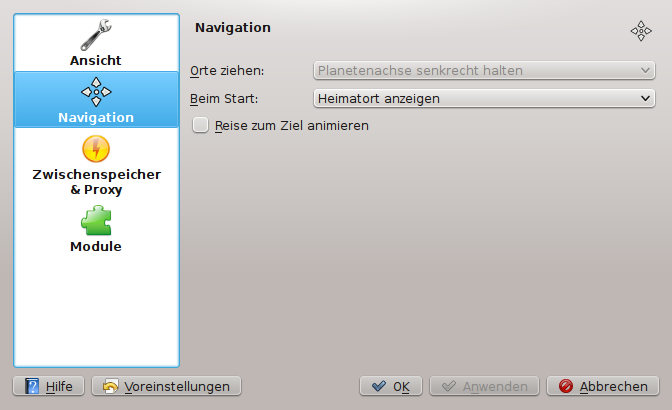 Ansicht
Navigation
Zwischenspeicher
& Proxy
Module
Navigation
Orte ziehen: Planetenachse senkrecht halten
Beim Start: Heimatort anzeigen
Reise zum Ziel animieren
Hilfe Voreinstellungen OK Anwenden Abbrechen